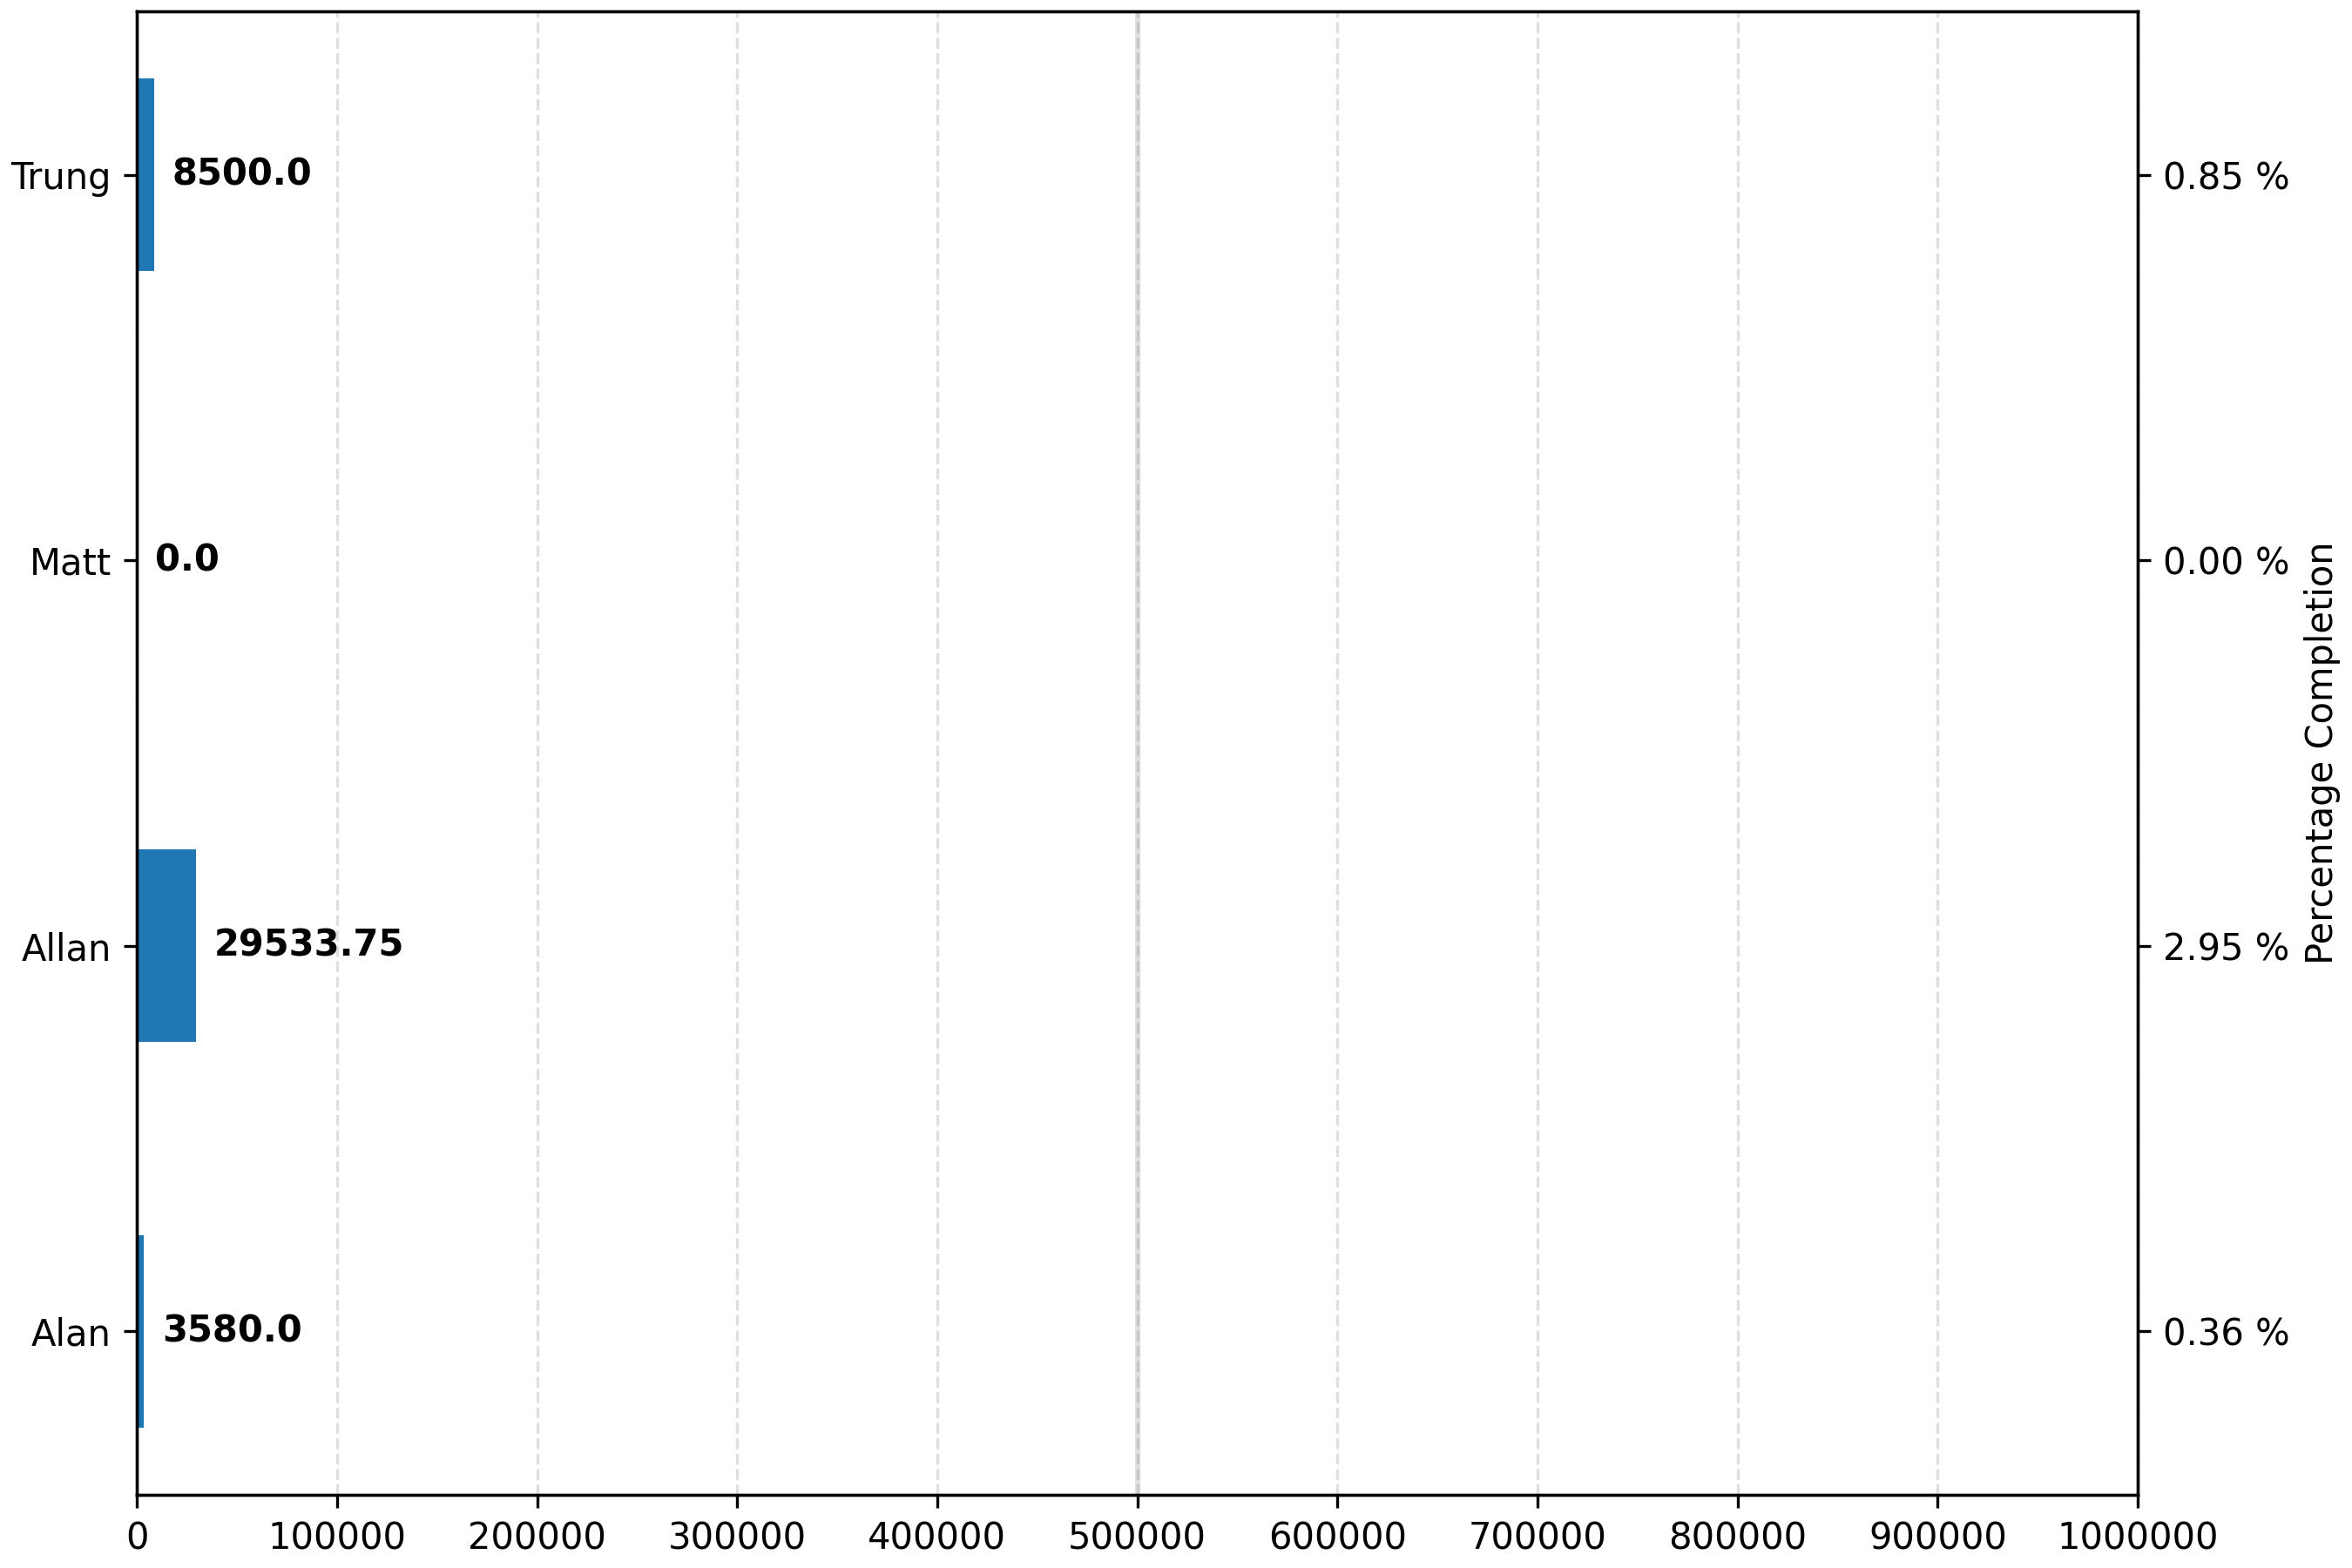 Trung 8500.0 0.85 %
Matt 0.0 0.00 %
Allan 29533.75 2.95 %
Alan 3580.0 0.36 %
Percentage Completion
0 100000 200000 300000 400000 500000 600000 700000 800000 900000 1000000